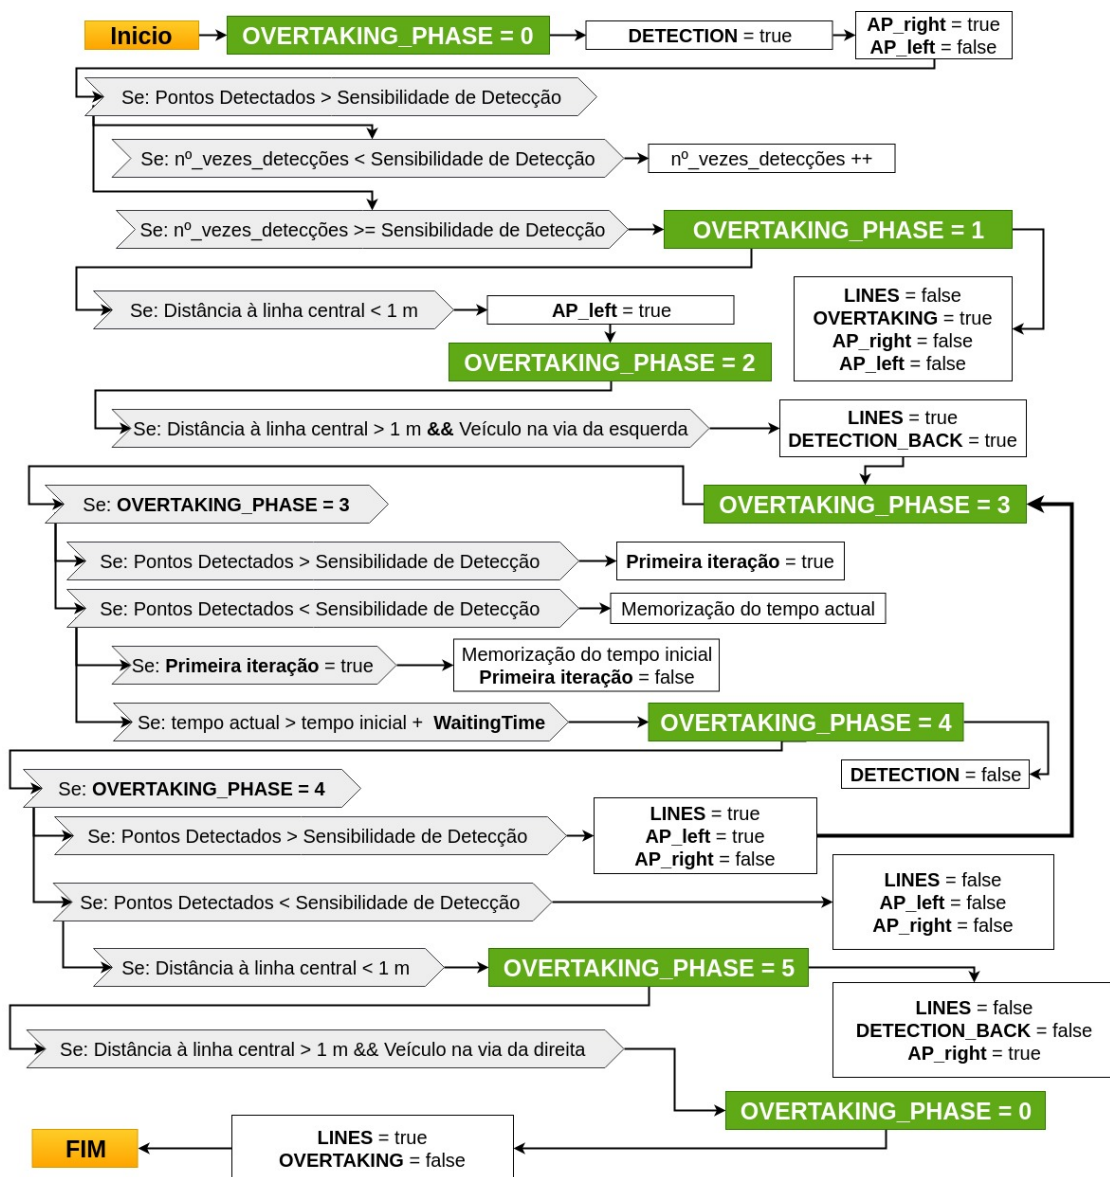 Inicio
OVERTAKING_PHASE = 0
DETECTION = true
AP_right = true
AP_left = false
Se: Pontos Detectados > Sensibilidade de Detecção
Se: nº_vezes_detecções < Sensibilidade de Detecção
nº_vezes_detecções ++
Se: nº_vezes_detecções >= Sensibilidade de Detecção
OVERTAKING_PHASE = 1
LINES = false
OVERTAKING = true
AP_right = false
AP_left = false
Se: Distância à linha central < 1 m
AP_left = true
OVERTAKING_PHASE = 2
Se: Distância à linha central > 1 m && Veículo na via da esquerda
LINES = true
DETECTION_BACK = true
OVERTAKING_PHASE = 3
Se: OVERTAKING_PHASE = 3
Se: Pontos Detectados > Sensibilidade de Detecção
Primeira iteração = true
Se: Pontos Detectados < Sensibilidade de Detecção
Memorização do tempo actual
Se: Primeira iteração = true
Memorização do tempo inicial
Primeira iteração = false
Se: tempo actual > tempo inicial + WaitingTime
OVERTAKING_PHASE = 4
DETECTION = false
Se: OVERTAKING_PHASE = 4
Se: Pontos Detectados > Sensibilidade de Detecção
LINES = true
AP_left = true
AP_right = false
Se: Pontos Detectados < Sensibilidade de Detecção
LINES = false
AP_left = false
AP_right = false
Se: Distância à linha central < 1 m
OVERTAKING_PHASE = 5
LINES = false
DETECTION_BACK = false
AP_right = true
Se: Distância à linha central > 1 m && Veículo na via da direita
OVERTAKING_PHASE = 0
LINES = true
OVERTAKING = false
FIM